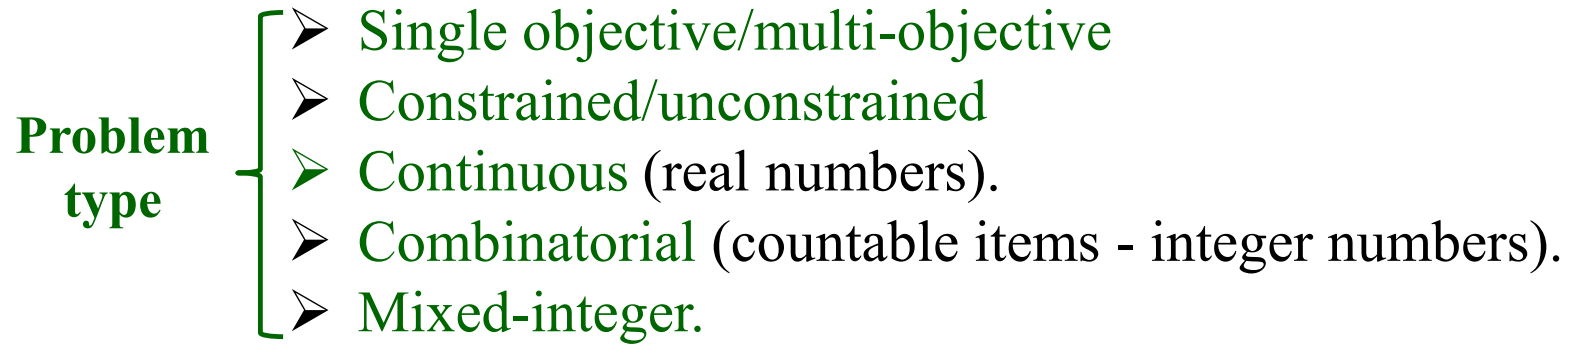 Problem
type
➢ Single objective/multi-objective
➢ Constrained/unconstrained
➢ Continuous (real numbers).
➢ Combinatorial (countable items - integer numbers).
➢ Mixed-integer.